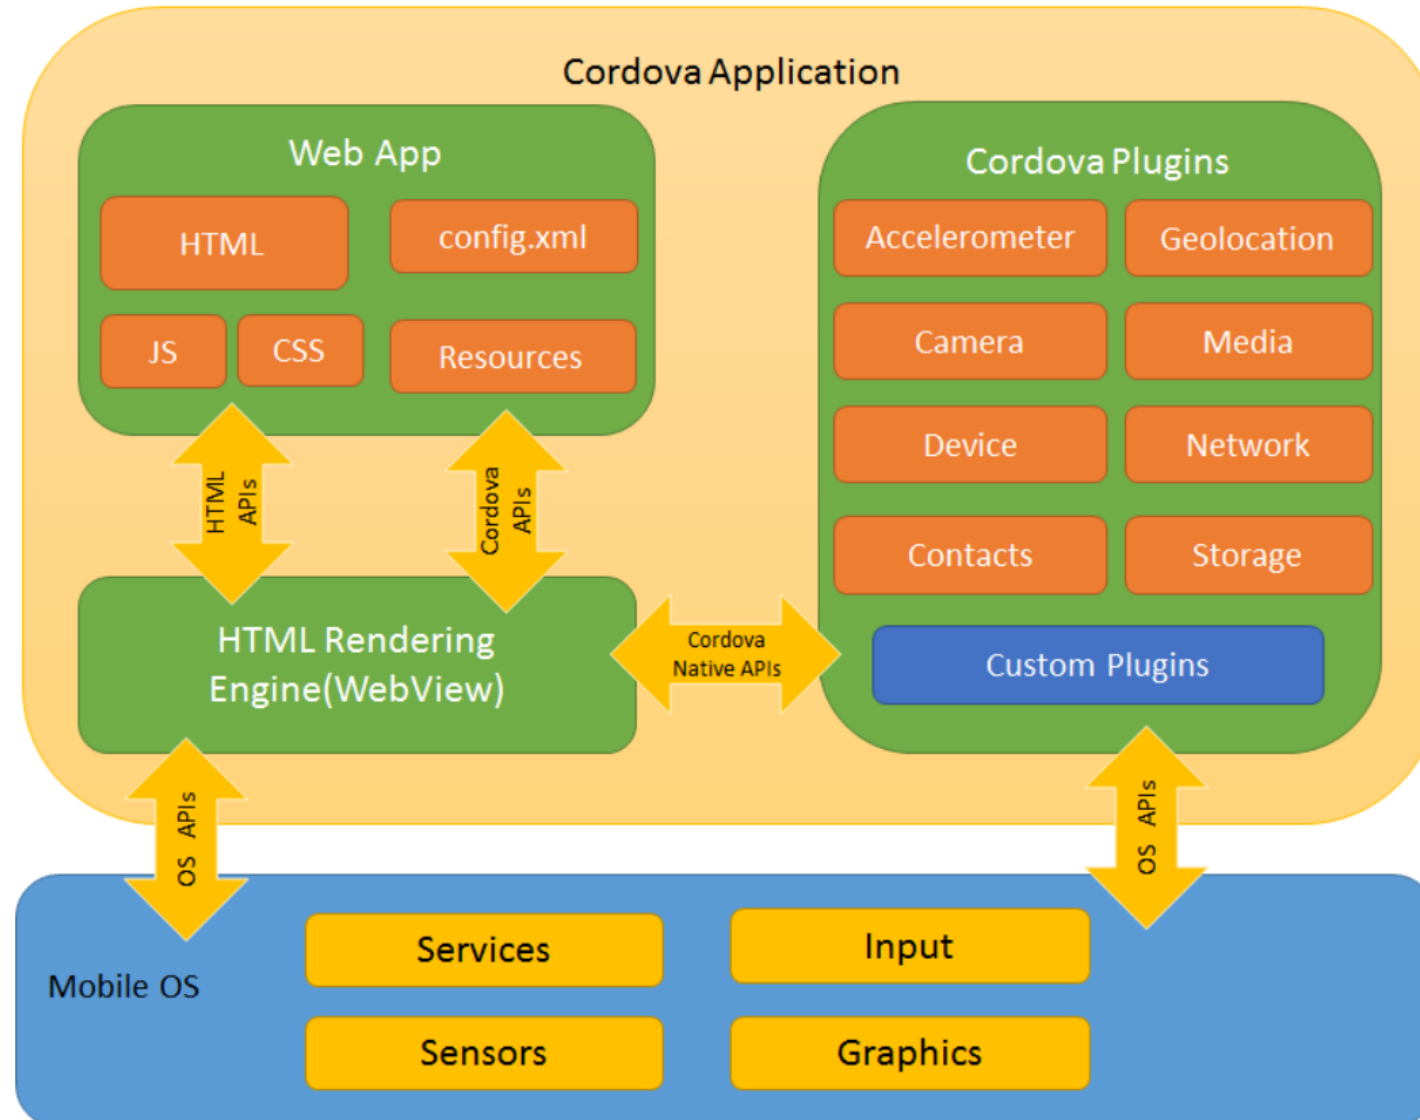 Cordova Application
Web App
HTML
config.xml
JS
CSS
Resources
HTML
APIs
Cordova
APIs
HTML Rendering
Engine(WebView)
Cordova
Native APIs
Cordova Plugins
Accelerometer
Geolocation
Camera
Media
Device
Network
Contacts
Storage
Custom Plugins
OS APIs
OS APIs
Mobile OS
Services
Input
Sensors
Graphics